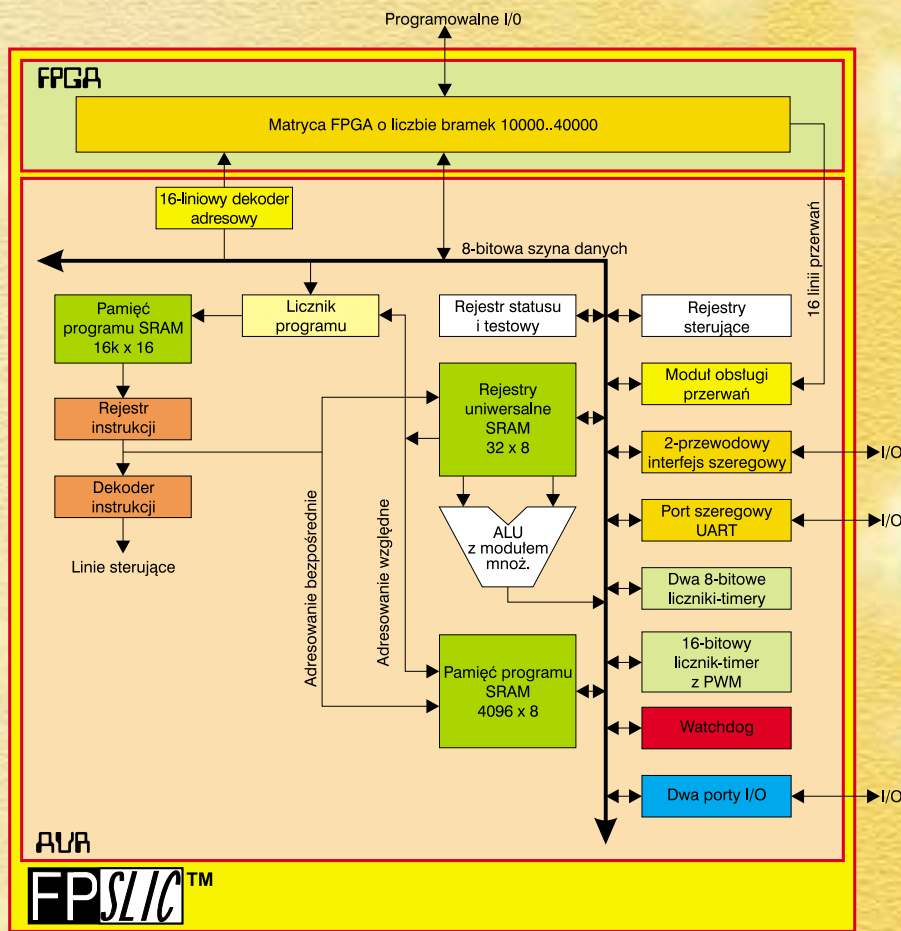 Programowalne I/0
FPGA
Matryca FPGA o liczbie bramek 10000..40000
16-liniowy dekoder
adresowy
8-bitowa szyna danych
16 linii przerwań
Pamięć
programu SRAM
16k x 16
Licznik
programu
Rejestr statusu
i testowy
Rejestry
sterujące
Rejestr
instrukcji
Rejestry
uniwersalne
SRAM
32 x 8
Moduł obsługi
przerwań
2-przewodowy
interfejs szeregowy
I/O
Dekoder
instrukcji
Linie sterujące
ALU
z modułem
mnoż.
Port szeregowy
UART
I/O
Adresowanie bezpośrednie
Adresowanie względne
Dwa 8-bitowe
liczniki-timery
Pamięć programu
SRAM
4096 x 8
16-bitowy
licznik-timer
z PWM
Watchdog
Dwa porty I/O
I/O
AVR
FPSLIC™